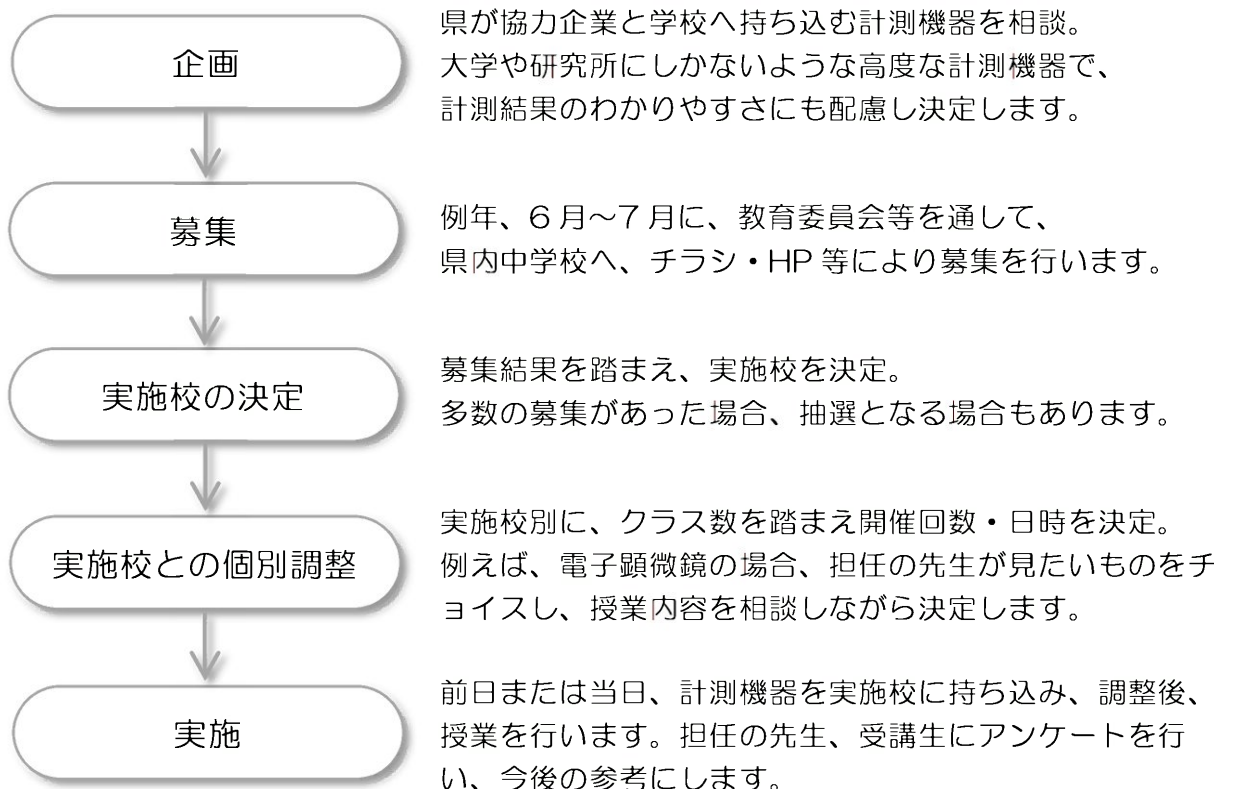 企画
県が協力企業と学校へ持ち込む計測機器を相談。
大学や研究所にしかないような高度な計測機器で、
計測結果のわかりやすさにも配慮し決定します。
募集
例年、6月～7月に、教育委員会等を通して、
県内中学校へ、チラシ・HP等により募集を行います。
実施校の決定
募集結果を踏まえ、実施校を決定。
多数の募集があった場合、抽選となる場合もあります。
実施校との個別調整
実施校別に、クラス数を踏まえ開催回数・日時を決定。
例えば、電子顕微鏡の場合、担任の先生が見たいものをチ
ョイスし、授業内容を相談しながら決定します。
実施
前日または当日、計測機器を実施校に持ち込み、調整後、
授業を行います。担任の先生、受講生にアンケートを行
い、今後の参考にします。